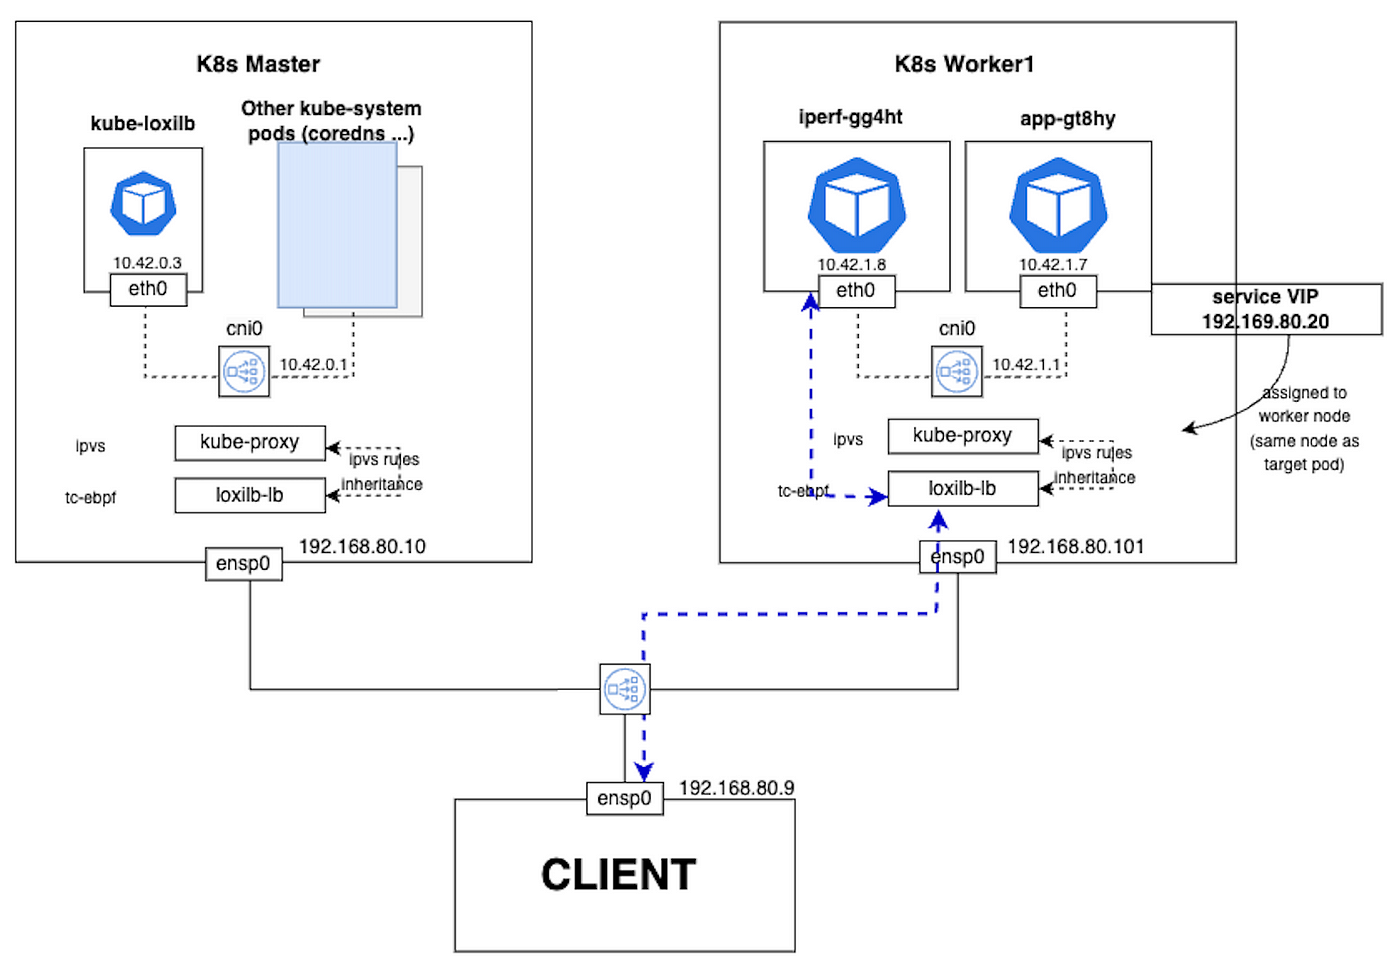 K8s Master
kube-loxilb
Other kube-system
pods (coredns ...)
10.42.0.3
eth0
cni0
10.42.0.1
ipvs
kube-proxy
ipvs rules
inheritance
tc-ebpf
loxilb-lb
192.168.80.10
ensp0
K8s Worker1
iperf-gg4ht
app-gt8hy
10.42.1.8
10.42.1.7
eth0
eth0
service VIP
192.169.80.20
cni0
10.42.1.1
assigned to
worker node
(same node as
target pod)
ipvs
kube-proxy
ipvs rules
inheritance
tc-ebpf
loxilb-lb
192.168.80.101
ensp0
ensp0
192.168.80.9
CLIENT